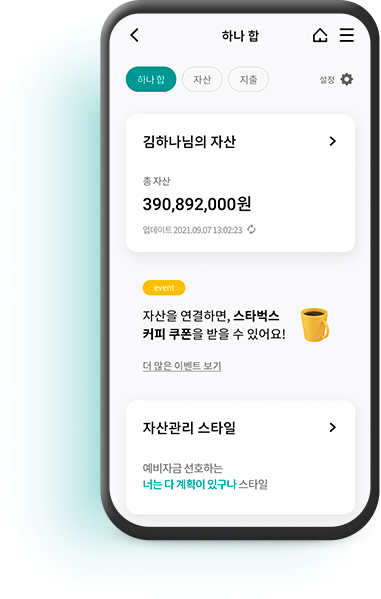 하나 합
하나 합 자산 지출 설정
김하나님의 자산
총 자산
390,892,000원
업데이트 2021.09.07 13:02:23
event
자산을 연결하면, 스타벅스
커피 쿠폰을 받을 수 있어요!
더 많은 이벤트 보기
자산관리 스타일
예비자금 선호하는
너는 다 계획이 있구나 스타일